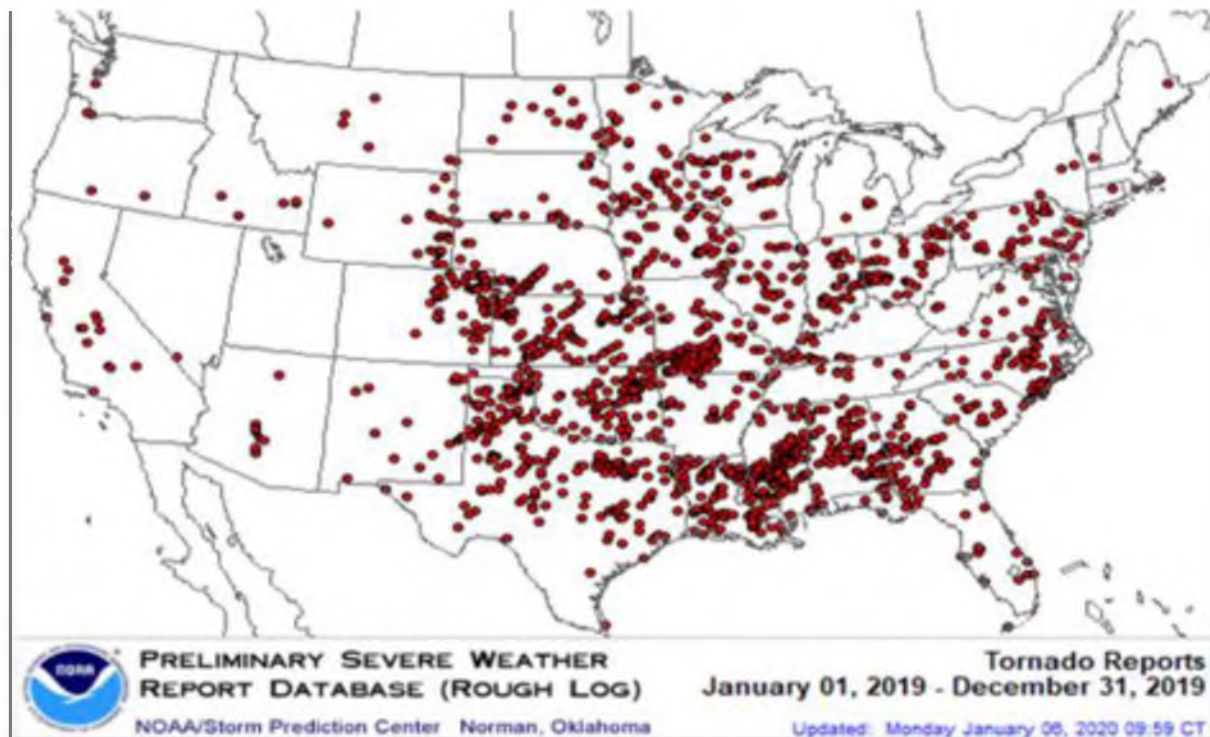 NOAA
PRELIMINARY SEVERE WEATHER
REPORT DATABASE (ROUGH LOG)
NOAA/Storm Prediction Center Norman, Oklahoma
Tornado Reports
January 01, 2019 - December 31, 2019
Updated: Monday January 06, 2020 09:59 CT